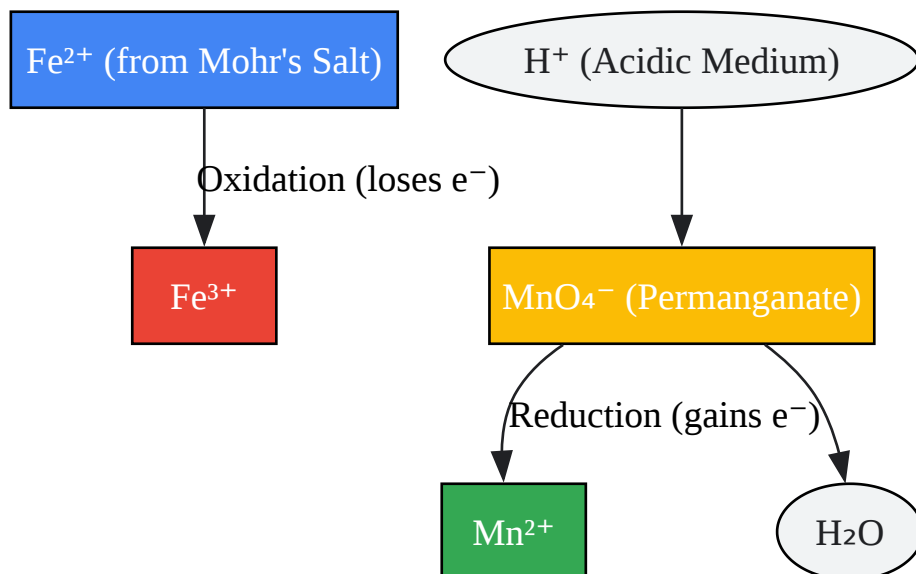 Fe²⁺ (from Mohr's Salt)
H⁺ (Acidic Medium)
Oxidation (loses e⁻)
Fe³⁺
MnO₄⁻ (Permanganate)
Reduction (gains e⁻)
Mn²⁺
H₂O